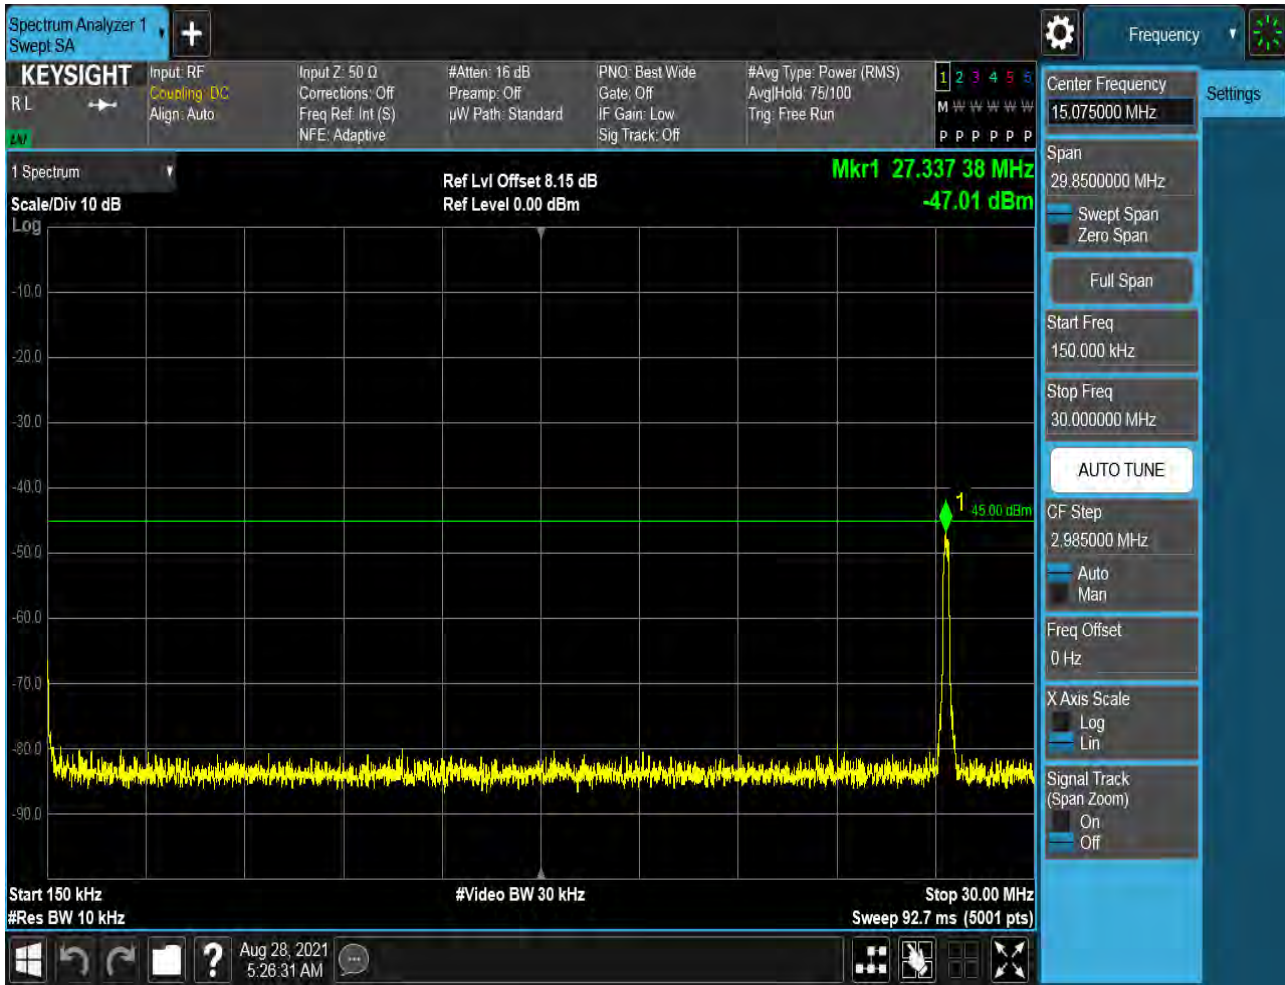 Spectrum Analyzer 1
Swept SA
Frequency
KEYSIGHT
R L
Input: RF
Coupling: DC
Align: Auto
Input Z: 50 Ω
Corrections: Off
Freq Ref: Int (S)
NFE: Adaptive
#Atten: 16 dB
Preamp: Off
µW Path: Standard
PNO: Best Wide
Gate: Off
IF Gain: Low
Sig Track: Off
#Avg Type: Power (RMS)
Avg|Hold: 75/100
Trig: Free Run
1 2 3 4 5 6
M W W W W W
P P P P P P
1 Spectrum
Scale/Div 10 dB
Log
Ref Lvl Offset 8.15 dB
Ref Level 0.00 dBm
Mkr1 27.337 38 MHz
-47.01 dBm
-10.0
-20.0
-30.0
-40.0
1
45.00 dBm
-50.0
-60.0
-70.0
-80.0
-90.0
Start 150 kHz
#Res BW 10 kHz
#Video BW 30 kHz
Stop 30.00 MHz
Sweep 92.7 ms (5001 pts)
Aug 28, 2021
5:26:31 AM
Center Frequency
15.075000 MHz
Settings
Span
29.8500000 MHz
Swept Span
Zero Span
Full Span
Start Freq
150.000 kHz
Stop Freq
30.000000 MHz
AUTO TUNE
CF Step
2.985000 MHz
Auto
Man
Freq Offset
0 Hz
X Axis Scale
Log
Lin
Signal Track
(Span Zoom)
On
Off